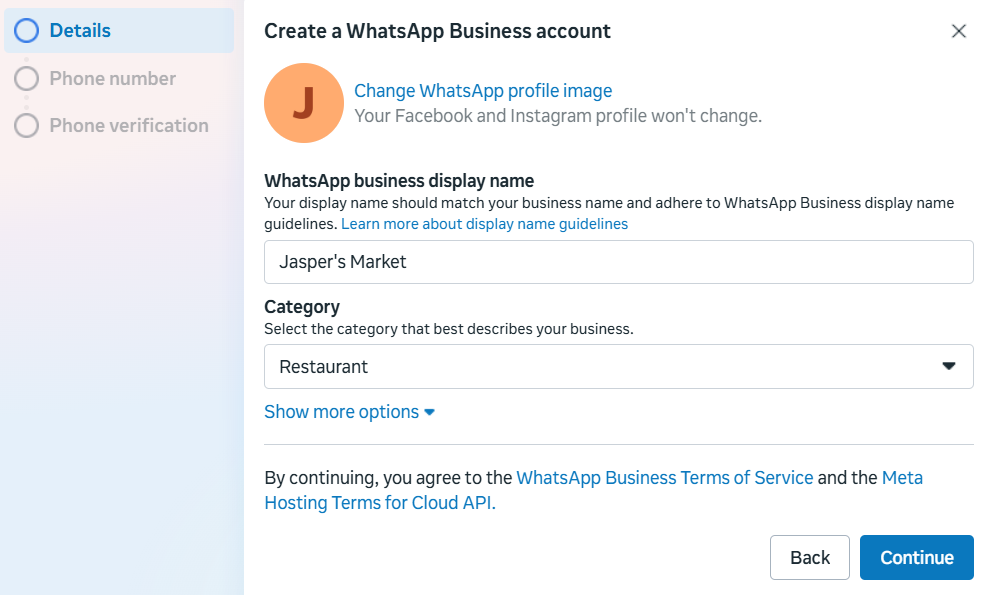 Details
Phone number
Phone verification
Create a WhatsApp Business account
J
Change WhatsApp profile image
Your Facebook and Instagram profile won't change.
WhatsApp business display name
Your display name should match your business name and adhere to WhatsApp Business display name
guidelines. Learn more about display name guidelines
Jasper's Market
Category
Select the category that best describes your business.
Restaurant
Show more options
By continuing, you agree to the WhatsApp Business Terms of Service and the Meta
Hosting Terms for Cloud API.
Back
Continue